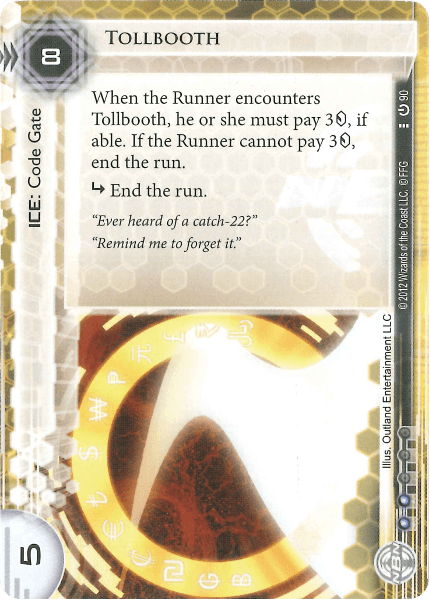 TOLLBOOTH
8
ICE: Code Gate
When the Runner encounters
Tollbooth, he or she must pay 3, if
able. If the Runner cannot pay 3,
end the run.
End the run.
“Ever heard of a catch-22?”
“Remind me to forget it.”
90
© 2012 Wizards of the Coast LLC. © FFG
Illus. Outland Entertainment LLC
5
NBN
€ ₺ $ ₩ ₱ 元 £
€ ₪ G B